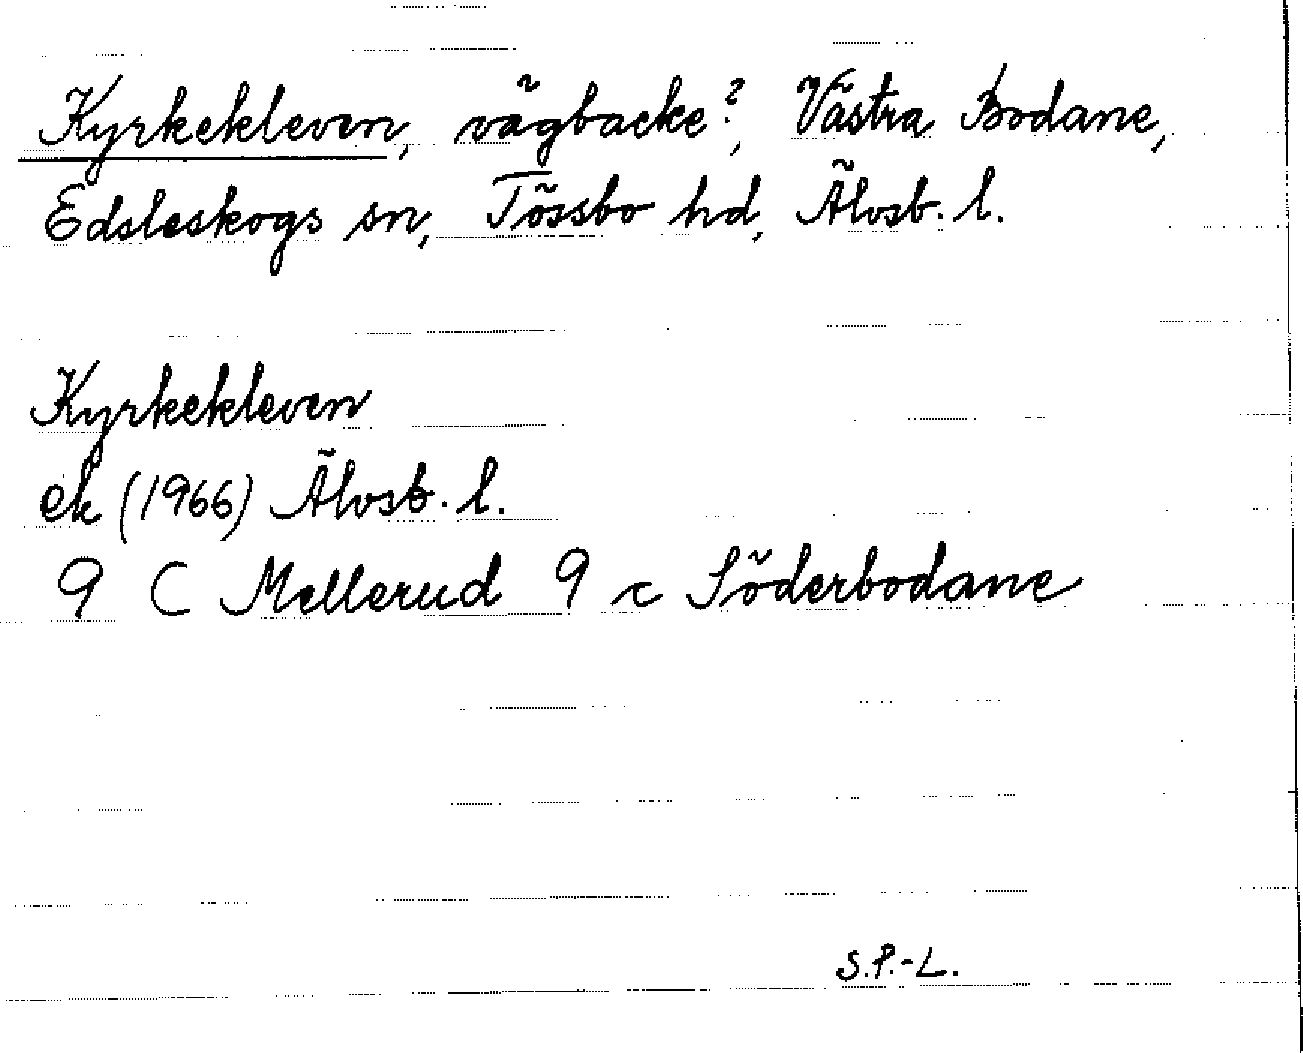 Kyrkekleven, vägbacke?, Västra Bodane,
Edsleskogs sn, Tössbo hd, Älvsb. l.
Kyrkekleven
ek (1966) Älvsb. l.
9 C Mellerud 9 c Söderbodane
S.P.-L.